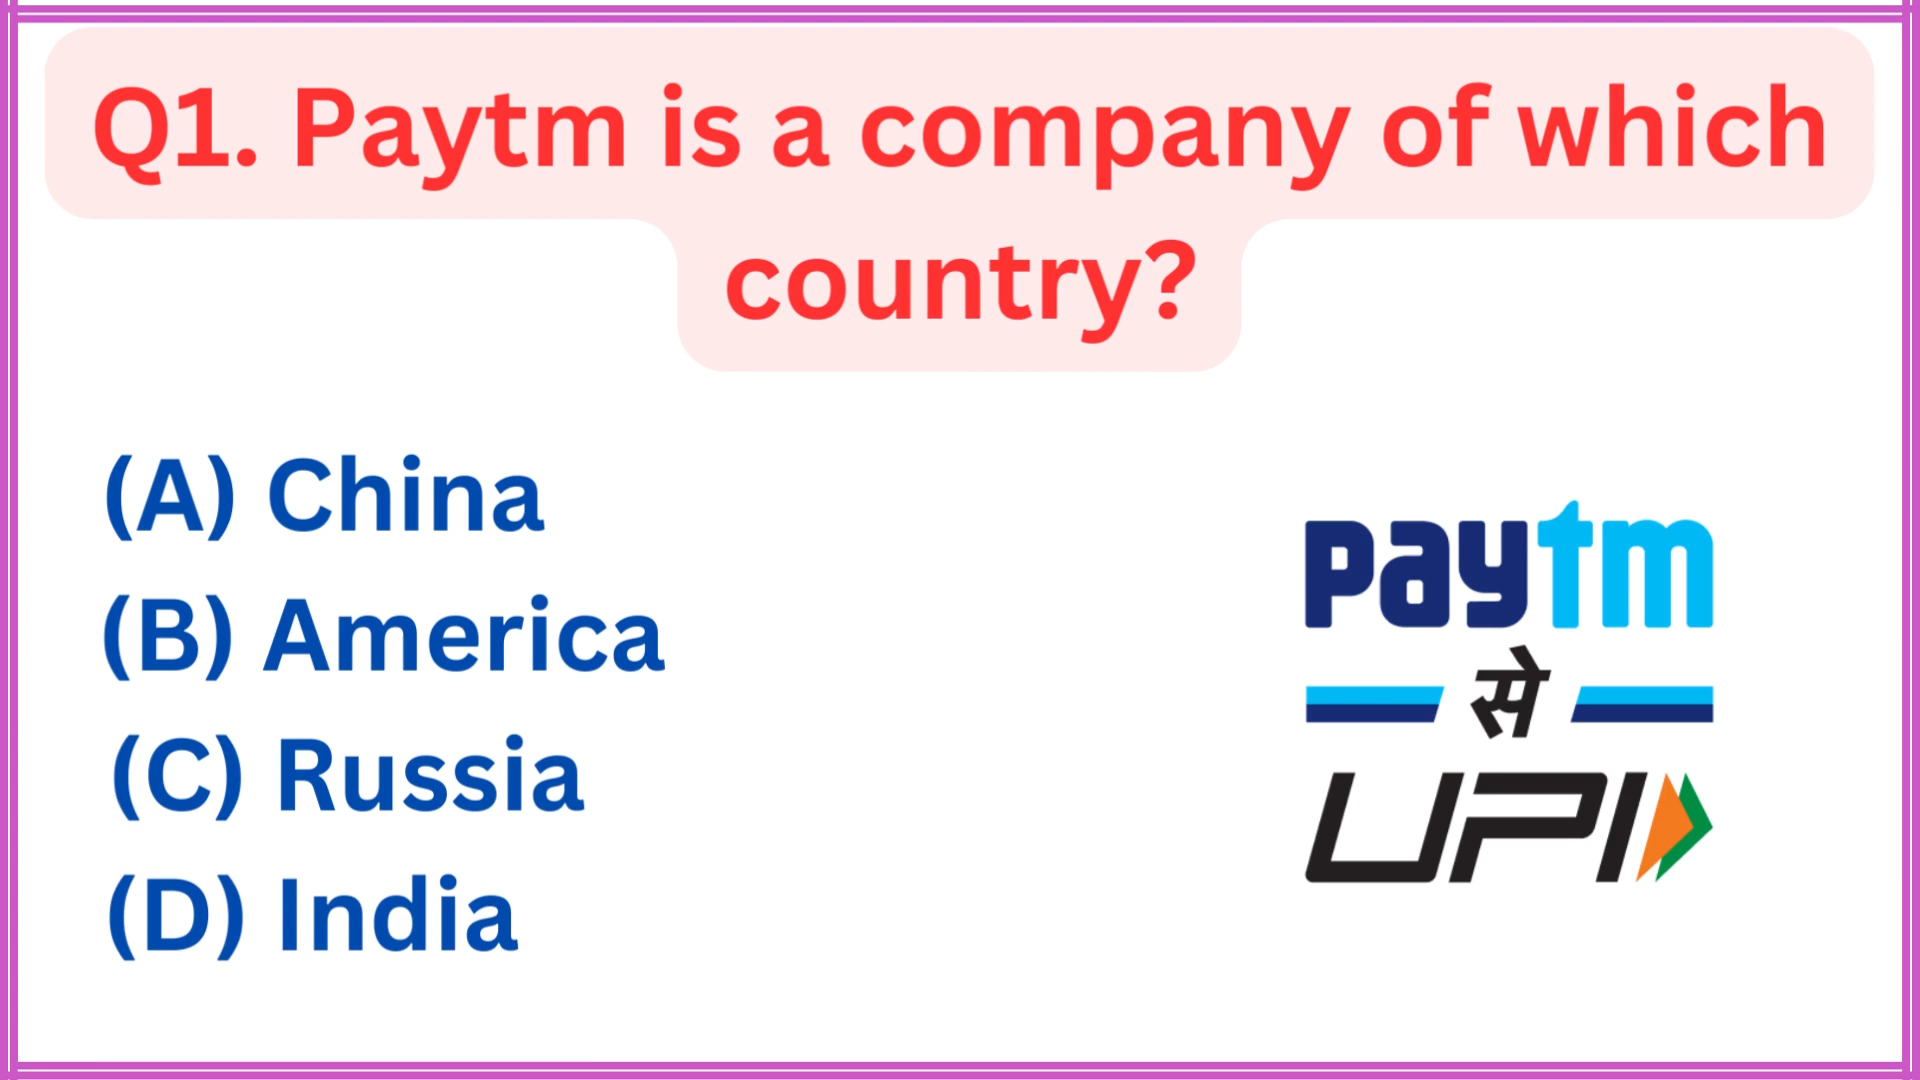 Q1. Paytm is a company of which
country?
(A) China
(B) America
(C) Russia
(D) India
paytm
से
UPI